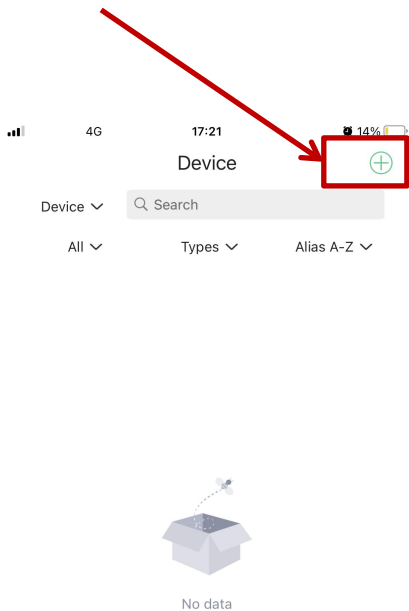 4G 17:21 14%
Device
Device Search
All Types Alias A-Z
No data